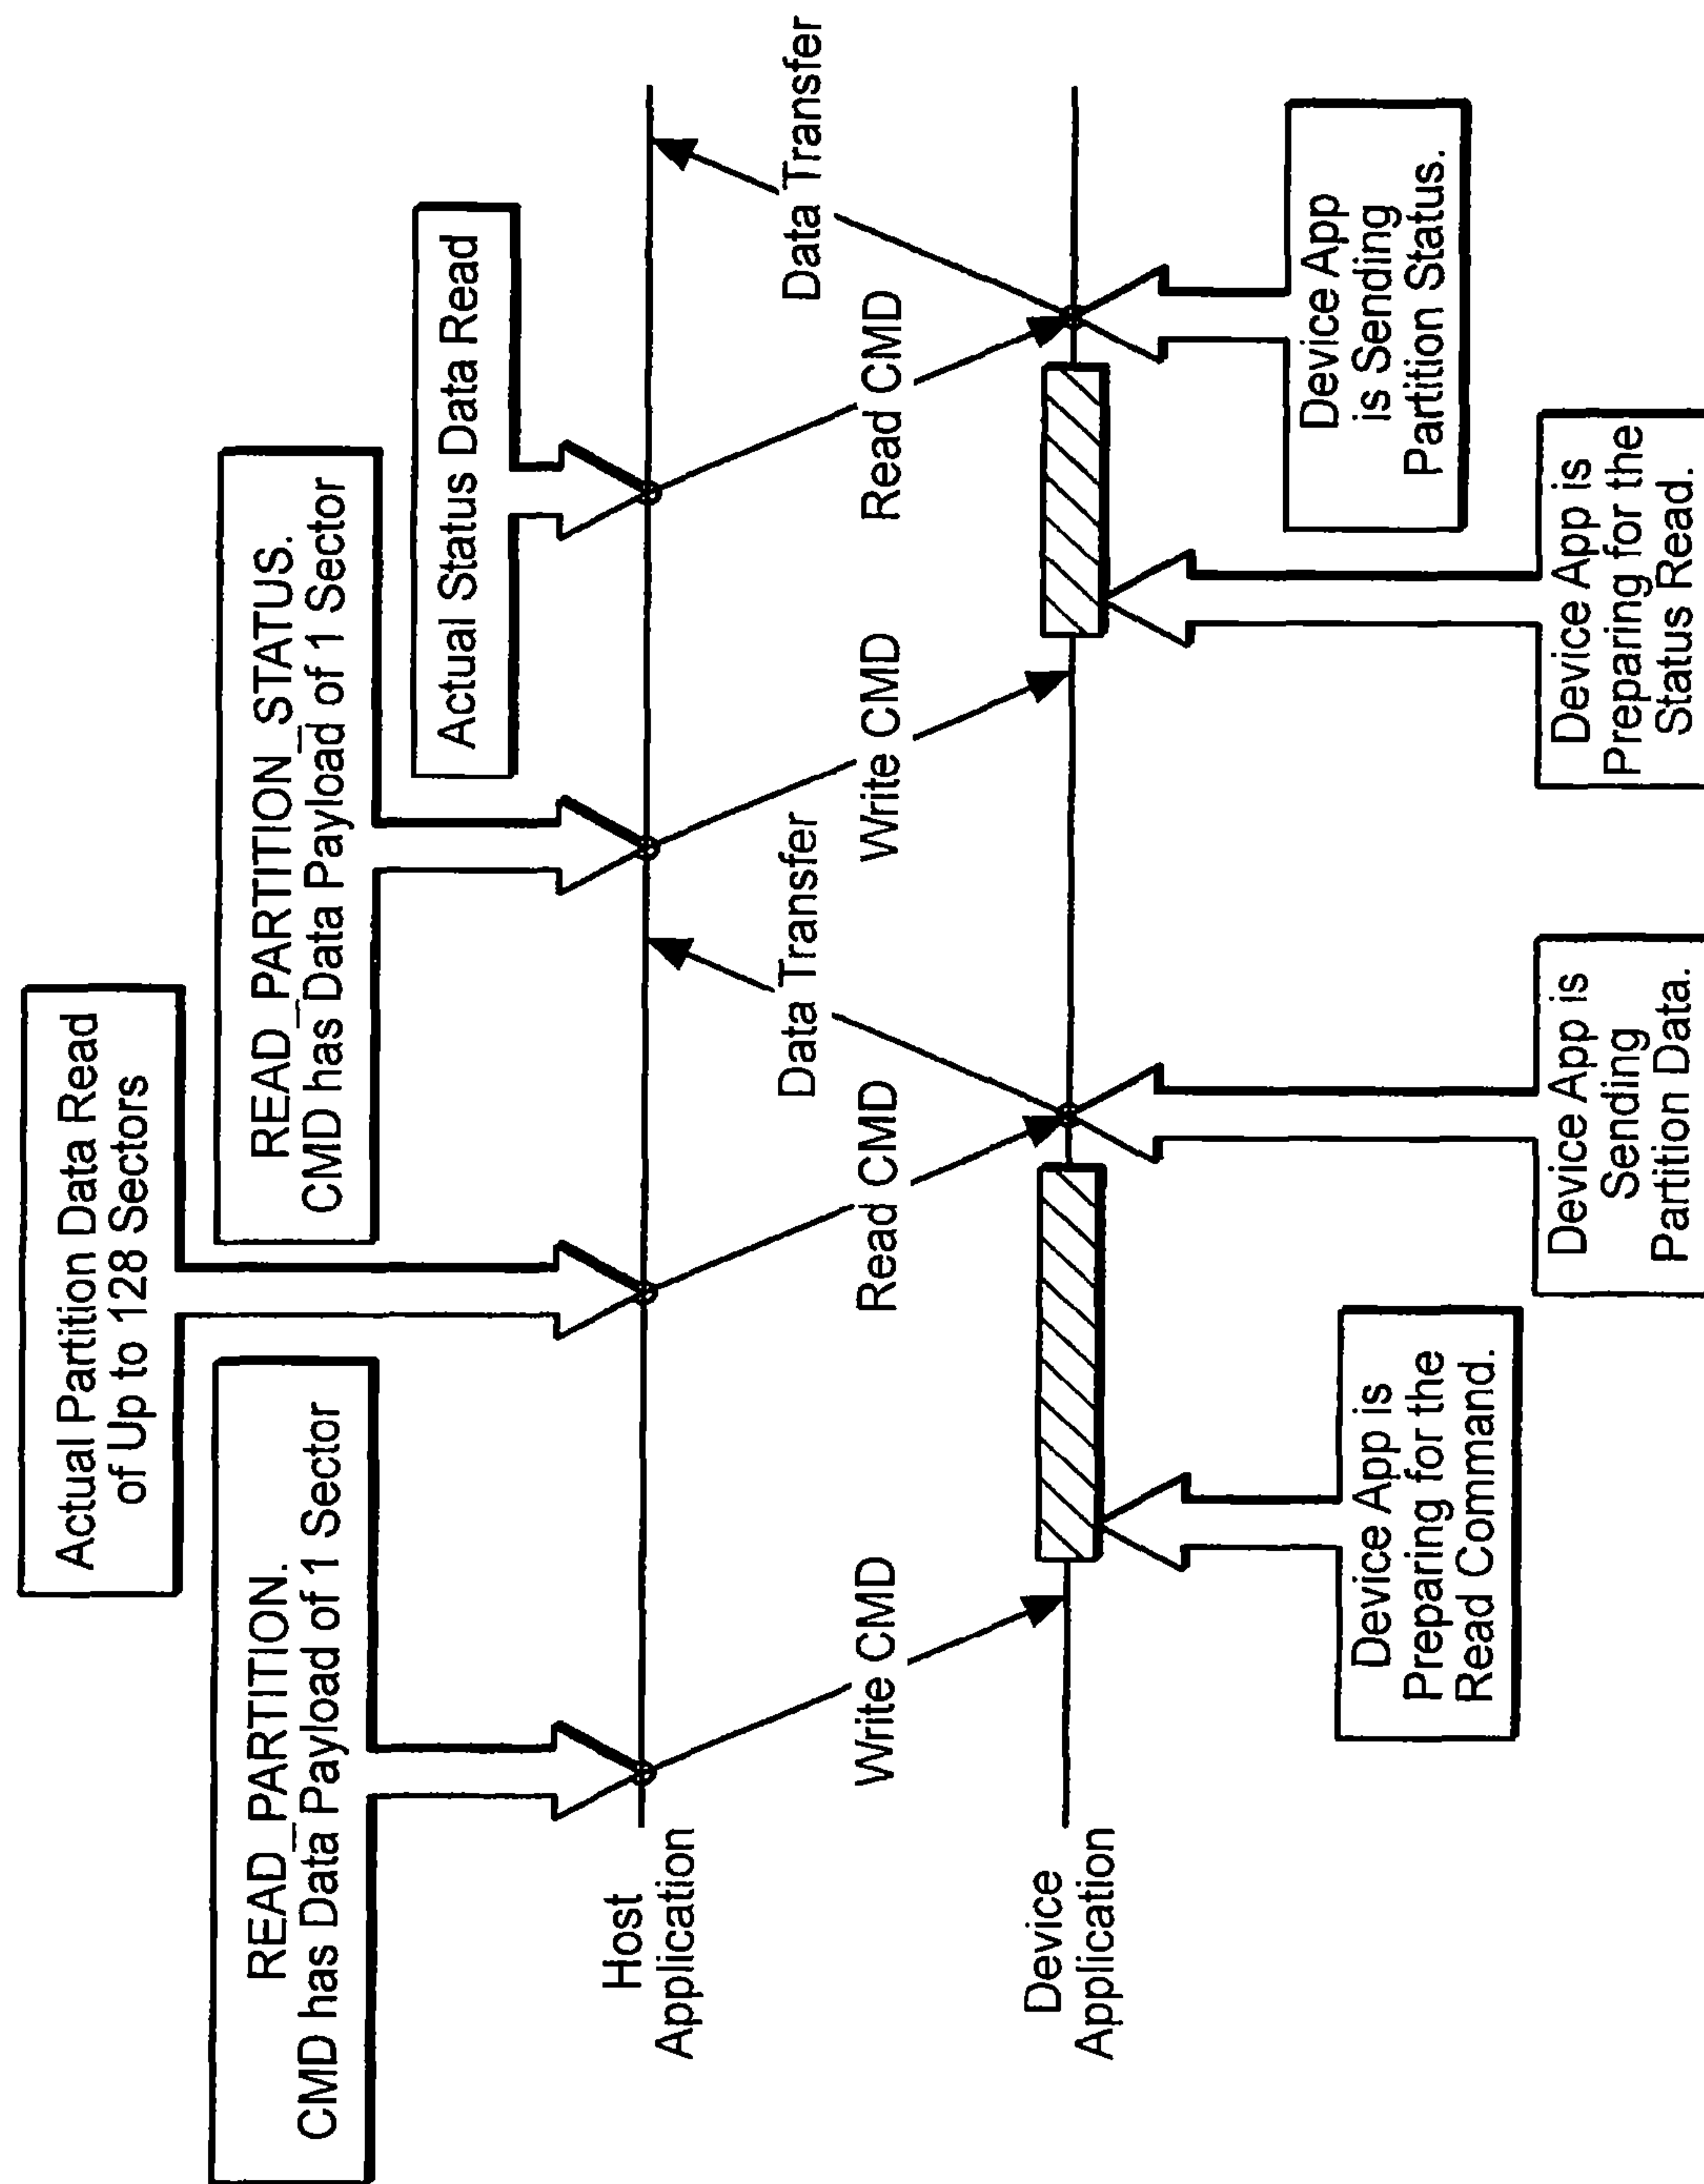 Actual Partition Data Read
of Up to 128 Sectors
READ_PARTITION.
CMD has Data Payload of 1 Sector
READ_PARTITION_STATUS.
CMD has Data Payload of 1 Sector
Actual Status Data Read
Host
Application
Write CMD
Read CMD
Data Transfer
Write CMD
Read CMD
Data Transfer
Device
Application
Device App is
Preparing for the
Read Command.
Device App is
Sending
Partition Data.
Device App is
Preparing for the
Status Read.
Device App
is Sending
Partition Status.